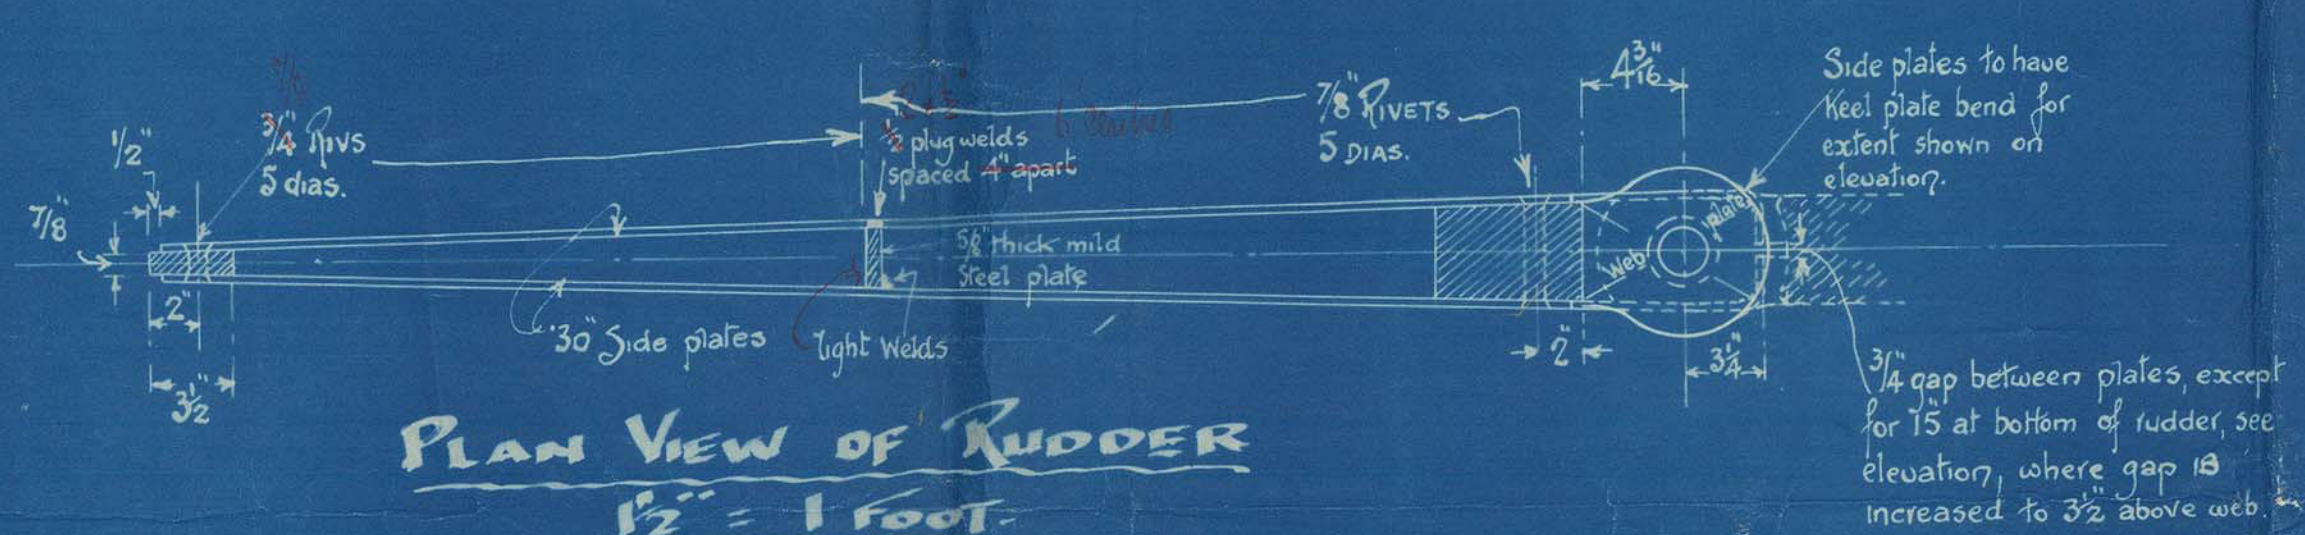 7/8"
1/2"
7/8
3/4" RIVS
5 dias.
2"
3 1/2"
.30" Side plates
1/2 plug welds
spaced 4" apart
5/8" thick mild
Steel plate
light Welds
7/8" RIVETS
5 DIAS.
4 3/16"
Web plate
2"
3 1/4"
Side plates to have
Keel plate bend for
extent shown on
elevation.
3/4" gap between plates, except
for 15" at bottom of rudder, see
elevation, where gap is
increased to 3 1/2" above web.
PLAN VIEW OF RUDDER
1 1/2" = 1 FOOT.